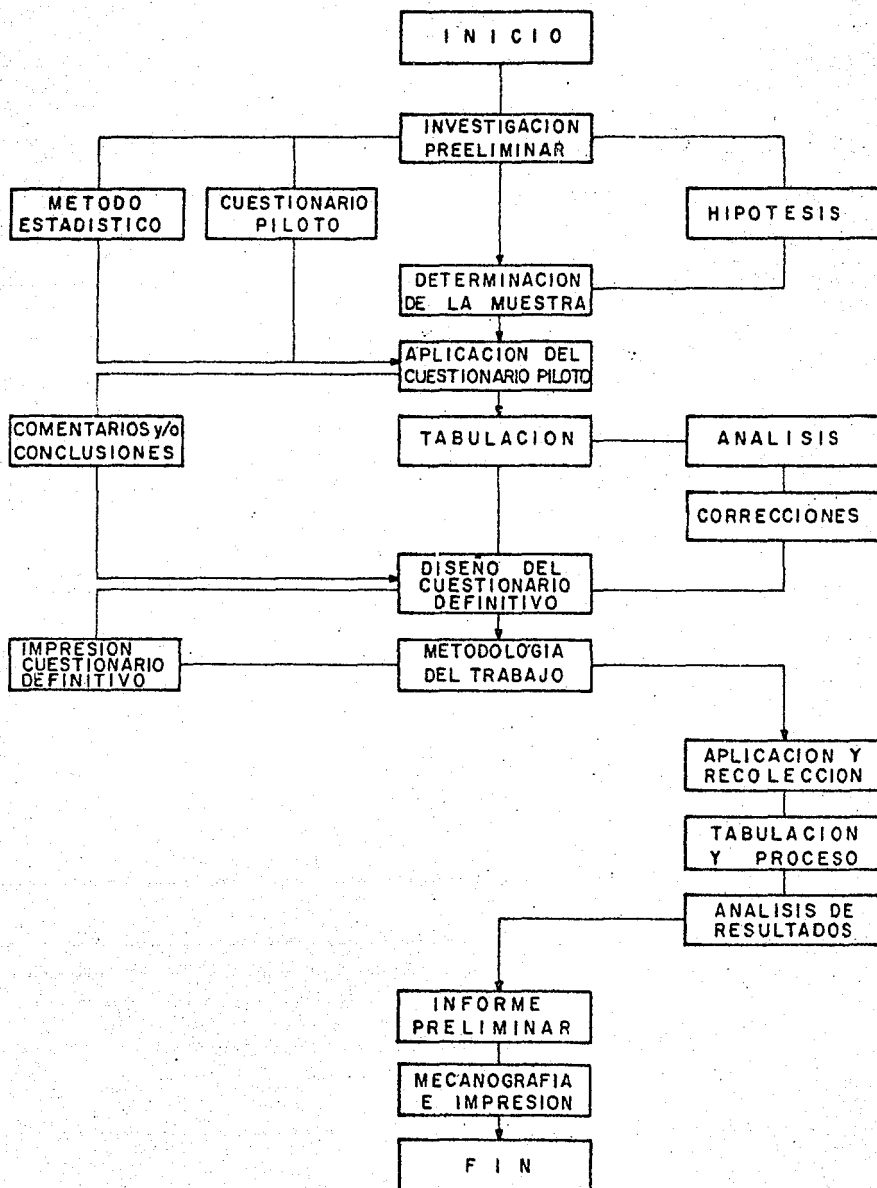 INICIO
INVESTIGACION
PREELIMINAR
METODO
ESTADISTICO
CUESTIONARIO
PILOTO
HIPOTESIS
DETERMINACION
DE LA MUESTRA
APLICACION DEL
CUESTIONARIO PILOTO
COMENTARIOS y/o
CONCLUSIONES
TABULACION
ANALISIS
CORRECCIONES
DISEÑO DEL
CUESTIONARIO
DEFINITIVO
IMPRESION
CUESTIONARIO
DEFINITIVO
METODOLOGIA
DEL TRABAJO
APLICACION Y
RECOLECCION
TABULACION
Y PROCESO
ANALISIS DE
RESULTADOS
INFORME
PRELIMINAR
MECANOGRAFIA
E IMPRESION
FIN